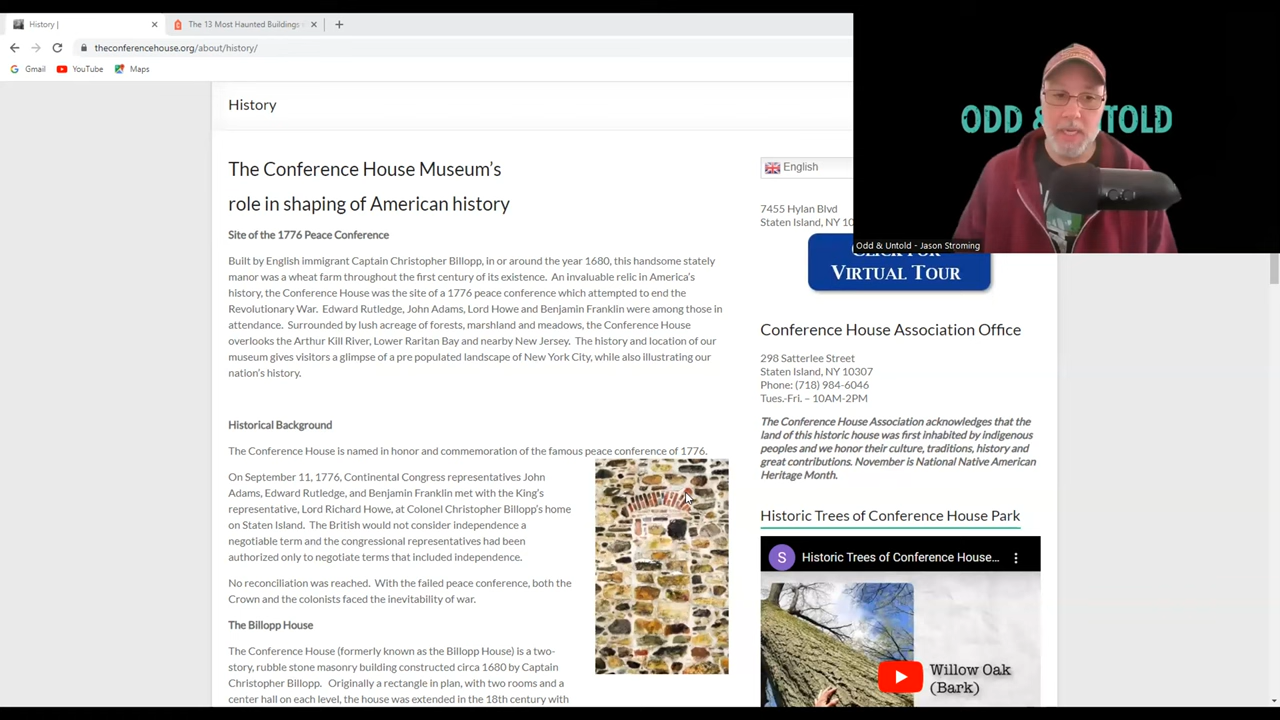 History |
The 13 Most Haunted Buildings
theconferencehouse.org/about/history/
Gmail
YouTube
Maps
ODD & TOLD
Odd & Untold - Jason Stroming
History
The Conference House Museum's
role in shaping of American history
Site of the 1776 Peace Conference
Built by English immigrant Captain Christopher Billopp, in or around the year 1680, this handsome stately
manor was a wheat farm throughout the first century of its existence. An invaluable relic in America's
history, the Conference House was the site of a 1776 peace conference which attempted to end the
Revolutionary War. Edward Rutledge, John Adams, Lord Howe and Benjamin Franklin were among those in
attendance. Surrounded by lush acreage of forests, marshland and meadows, the Conference House
overlooks the Arthur Kill River, Lower Raritan Bay and nearby New Jersey. The history and location of our
museum gives visitors a glimpse of a pre populated landscape of New York City, while also illustrating our
nation's history.
Historical Background
The Conference House is named in honor and commemoration of the famous peace conference of 1776.
On September 11, 1776, Continental Congress representatives John
Adams, Edward Rutledge, and Benjamin Franklin met with the King's
representative, Lord Richard Howe, at Colonel Christopher Billopp's home
on Staten Island. The British would not consider independence a
negotiable term and the congressional representatives had been
authorized only to negotiate terms that included independence.
No reconciliation was reached. With the failed peace conference, both the
Crown and the colonists faced the inevitability of war.
The Billopp House
The Conference House (formerly known as the Billopp House) is a two-
story, rubble stone masonry building constructed circa 1680 by Captain
Christopher Billopp. Originally a rectangle in plan, with two rooms and a
center hall on each level, the house was extended in the 18th century with
English
7455 Hylan Blvd
Staten Island, NY 10
VIRTUAL TOUR
Conference House Association Office
298 Satterlee Street
Staten Island, NY 10307
Phone: (718) 984-6046
Tues.-Fri. – 10AM-2PM
The Conference House Association acknowledges that the
land of this historic house was first inhabited by indigenous
peoples and we honor their culture, traditions, history and
great contributions. November is National Native American
Heritage Month.
Historic Trees of Conference House Park
S
Historic Trees of Conference House...
Willow Oak
(Bark)